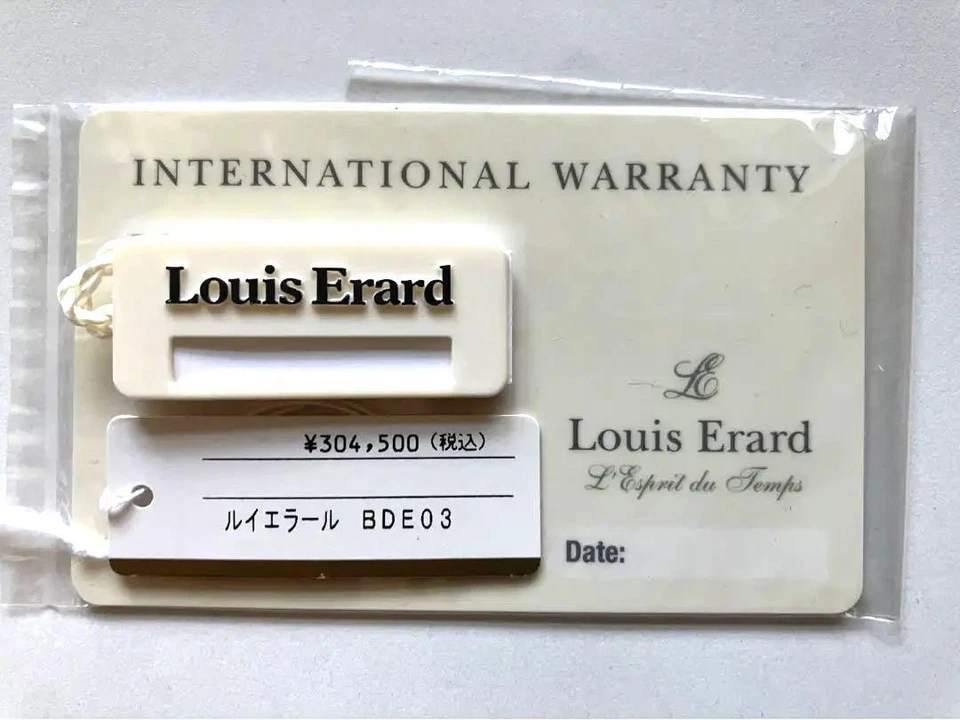 INTERNATIONAL WARRANTY
Louis Erard
¥304,500(税込)
ルイエラール BDE03
LE
Louis Erard
L'Esprit du Temps
Date: